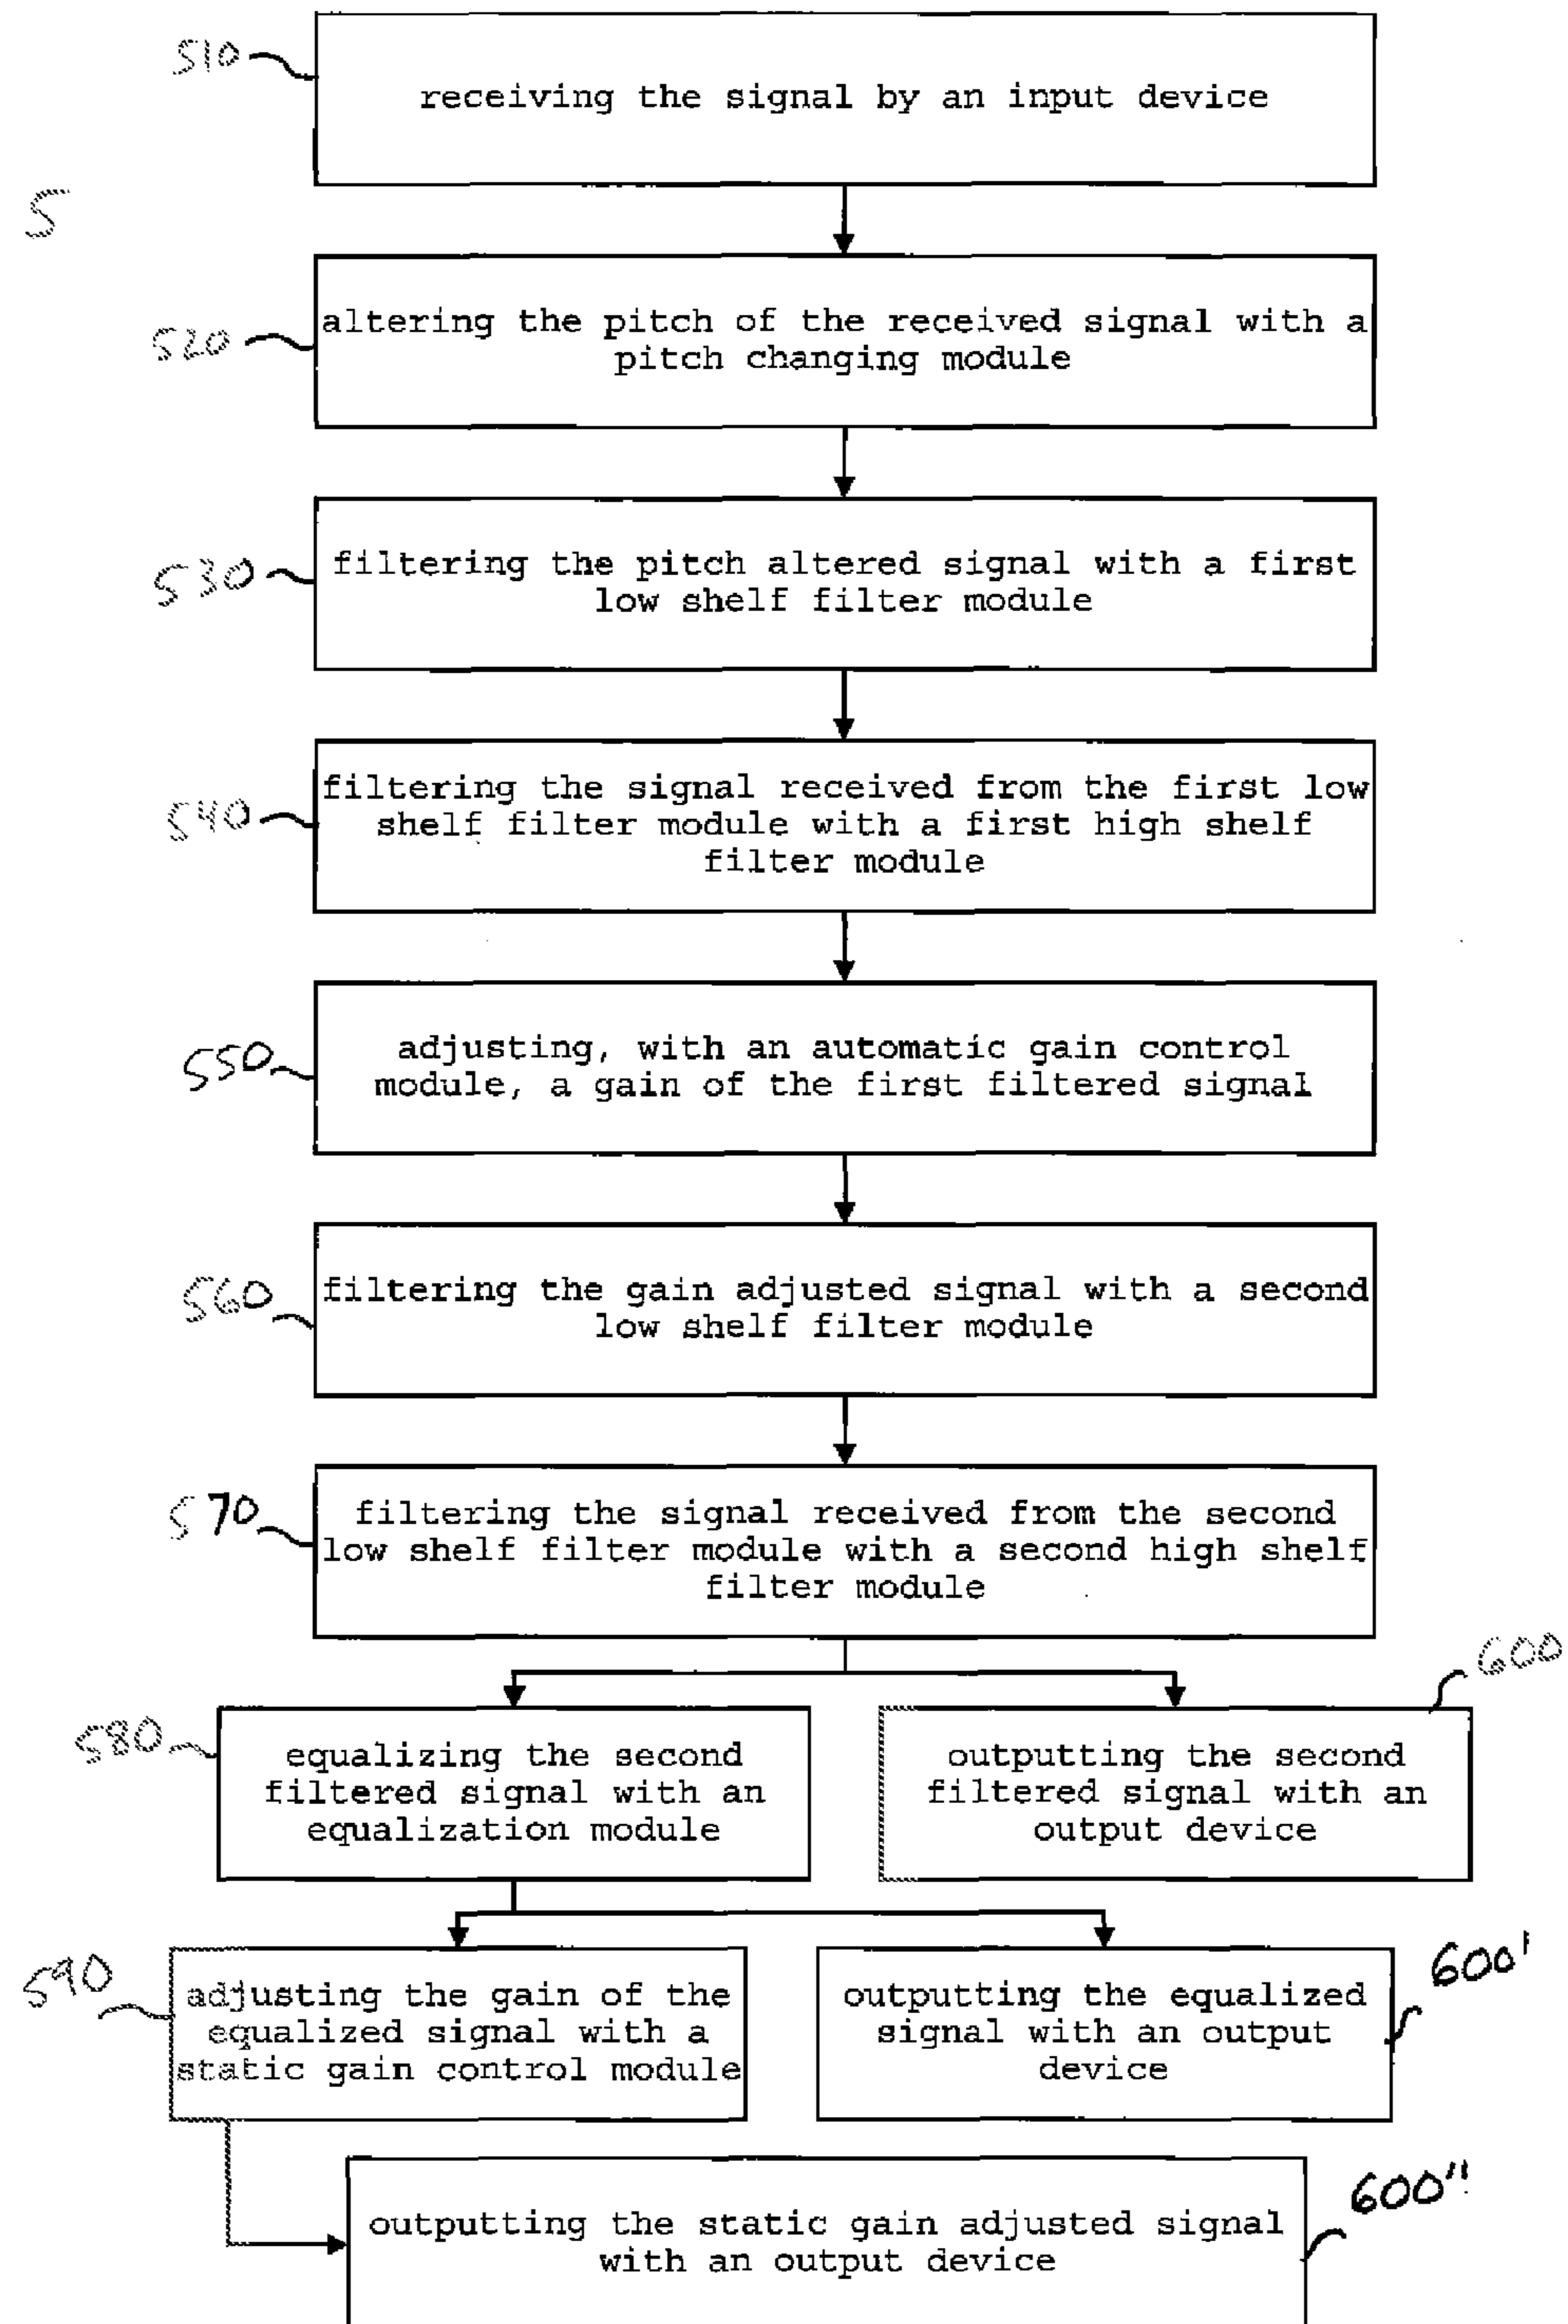 510
receiving the signal by an input device
5
altering the pitch of the received signal with a
pitch changing module
520
filtering the pitch altered signal with a first
low shelf filter module
530
filtering the signal received from the first low
shelf filter module with a first high shelf
filter module
540
adjusting, with an automatic gain control
module, a gain of the first filtered signal
550
filtering the gain adjusted signal with a second
low shelf filter module
560
filtering the signal received from the second
low shelf filter module with a second high shelf
filter module
570
600
580
equalizing the second
filtered signal with an
equalization module
outputting the second
filtered signal with an
output device
590
adjusting the gain of the
equalized signal with a
static gain control module
outputting the equalized
signal with an output
device
600'
outputting the static gain adjusted signal
with an output device
600"